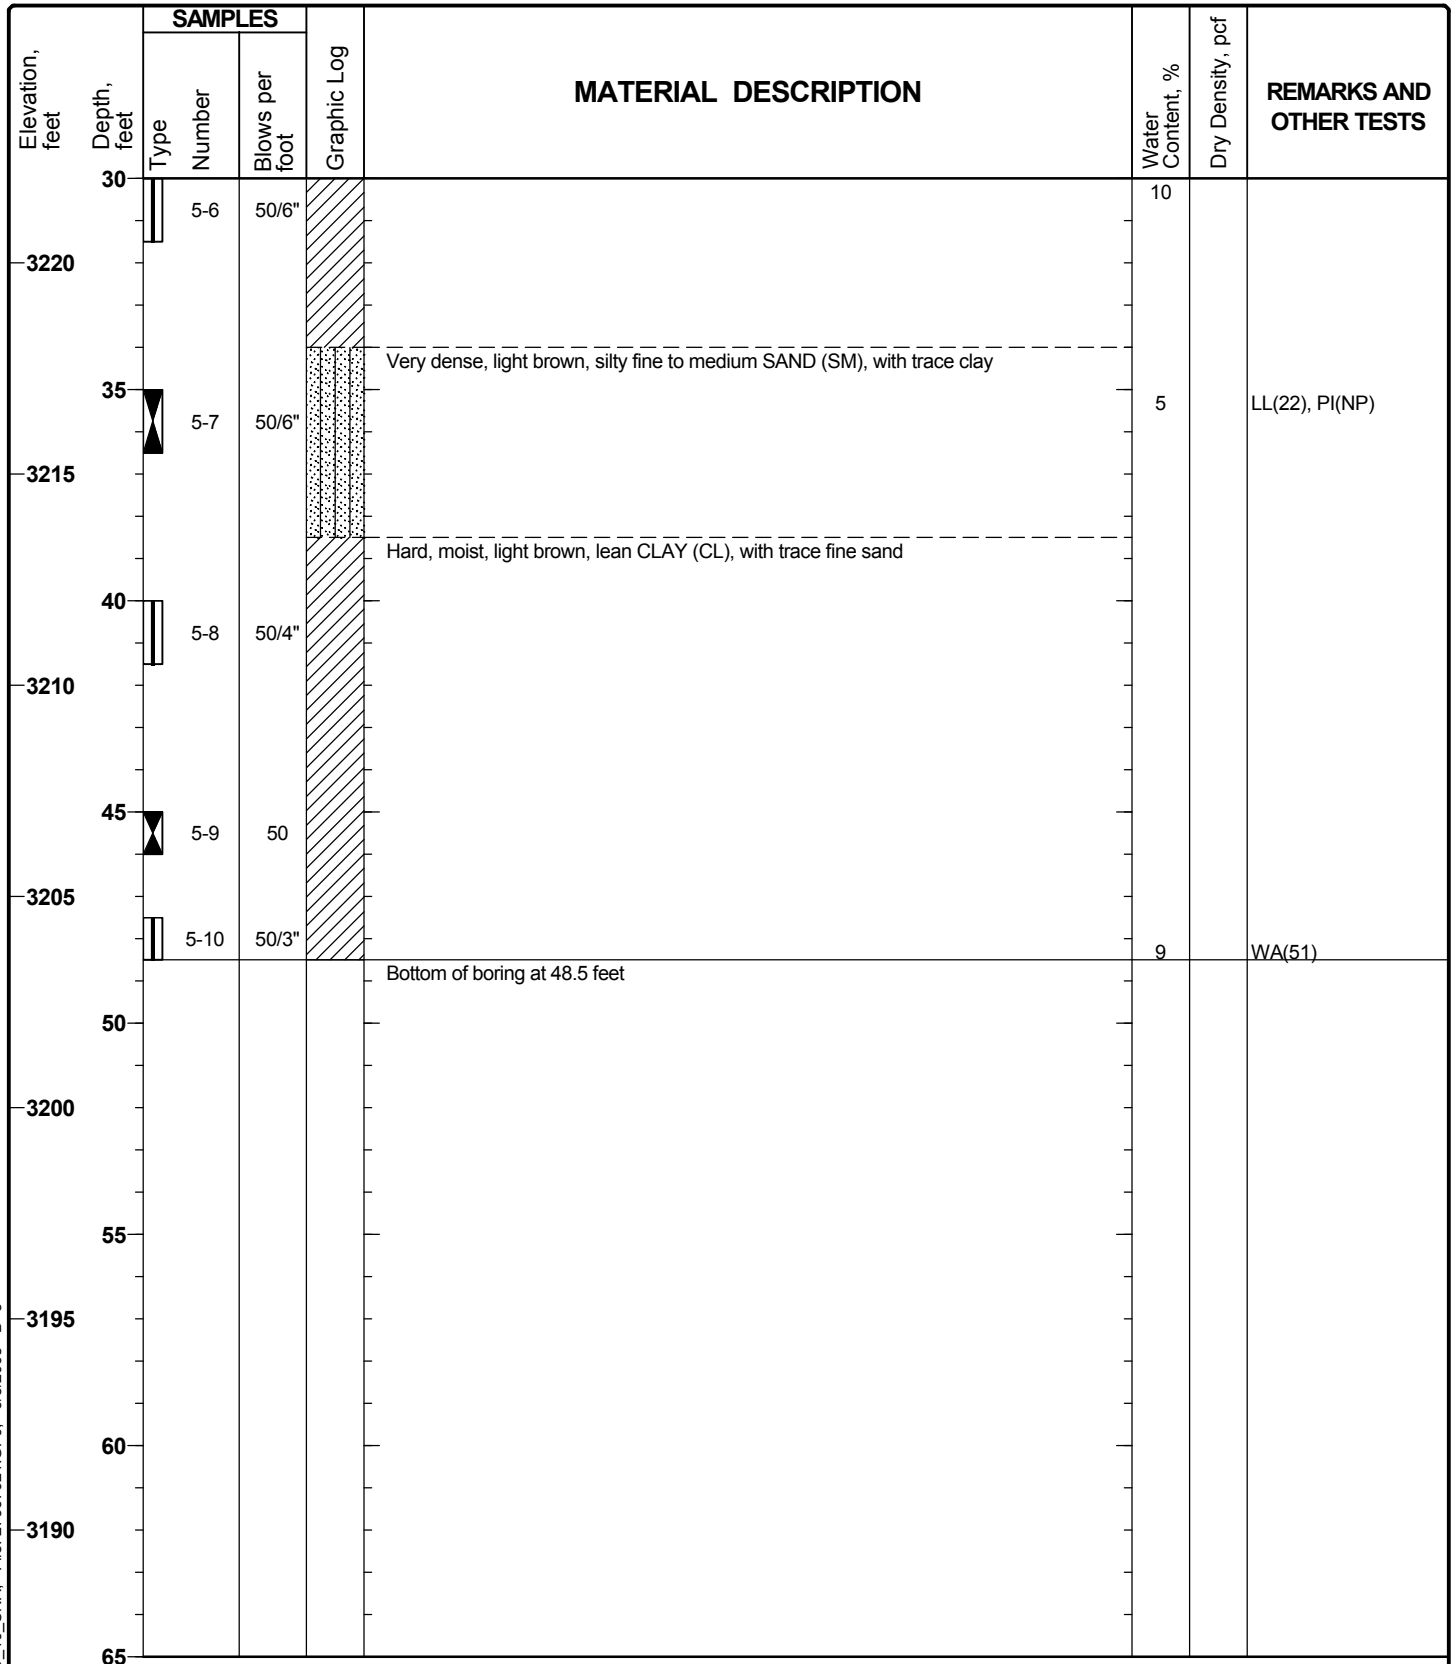 SAMPLES
Elevation,
feet
Depth,
feet
Type
Number
Blows per
foot
Graphic Log
MATERIAL DESCRIPTION
Water
Content, %
Dry Density, pcf
REMARKS AND
OTHER TESTS
30
5-6 50/6" 10
3220
Very dense, light brown, silty fine to medium SAND (SM), with trace clay
35
5-7 50/6" 5 LL(22), PI(NP)
3215
Hard, moist, light brown, lean CLAY (CL), with trace fine sand
40
5-8 50/4"
3210
45
5-9 50
3205
5-10 50/3" 9 WA(51)
Bottom of boring at 48.5 feet
50
3200
55
3195
60
3190
65